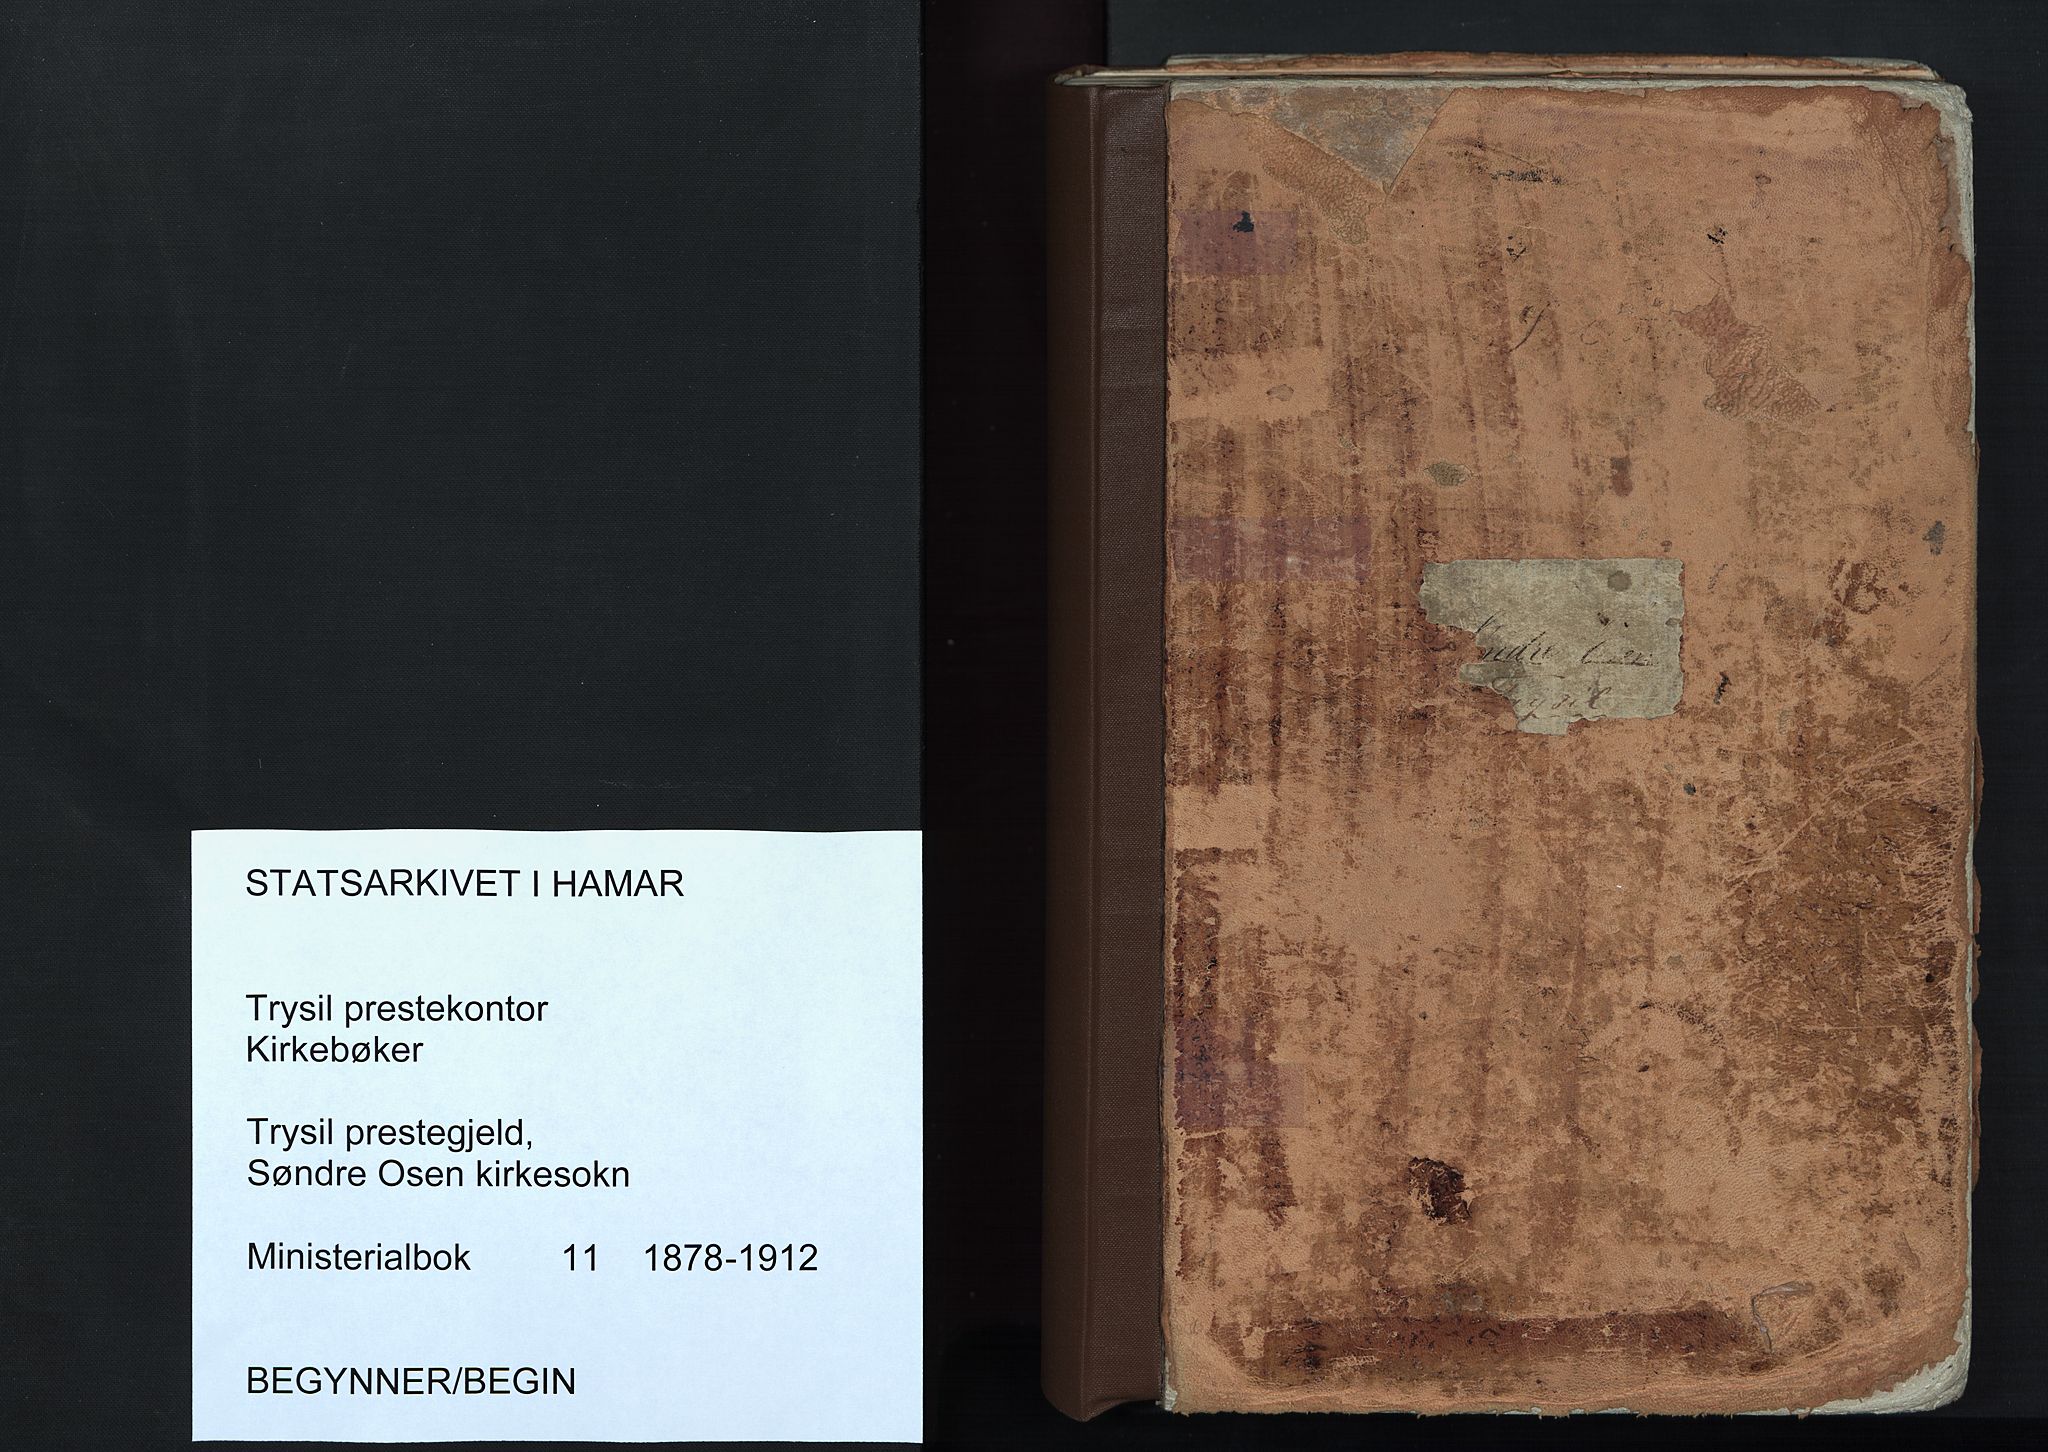 STATSARKIVET I HAMAR
Trysil prestekontor
Kirkebøker
Trysil prestegjeld,
Søndre Osen kirkesokn
Ministerialbok 11 1878-1912
BEGYNNER/BEGIN